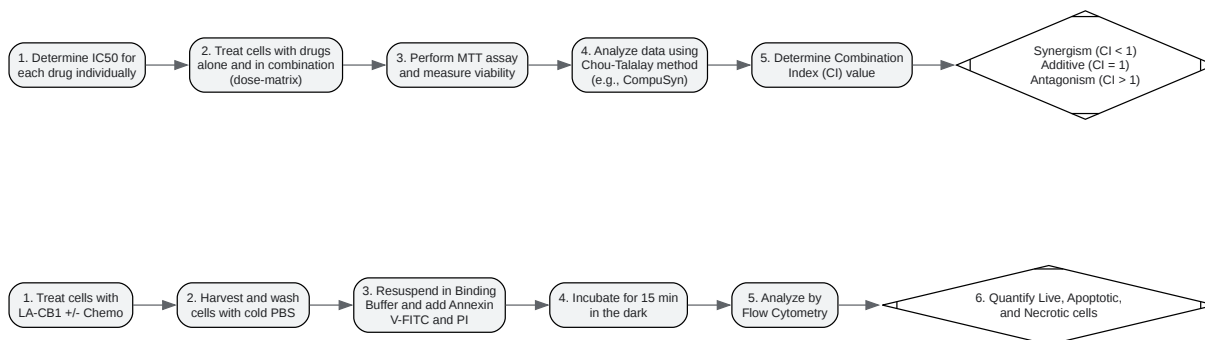 1. Determine IC50 for
each drug individually
2. Treat cells with drugs
alone and in combination
(dose-matrix)
3. Perform MTT assay
and measure viability
4. Analyze data using
Chou-Talalay method
(e.g., CompuSyn)
5. Determine Combination
Index (CI) value
Synergism (CI < 1)
Additive (CI = 1)
Antagonism (CI > 1)
1. Treat cells with
LA-CB1 +/- Chemo
2. Harvest and wash
cells with cold PBS
3. Resuspend in Binding
Buffer and add Annexin
V-FITC and PI
4. Incubate for 15 min
in the dark
5. Analyze by
Flow Cytometry
6. Quantify Live, Apoptotic,
and Necrotic cells